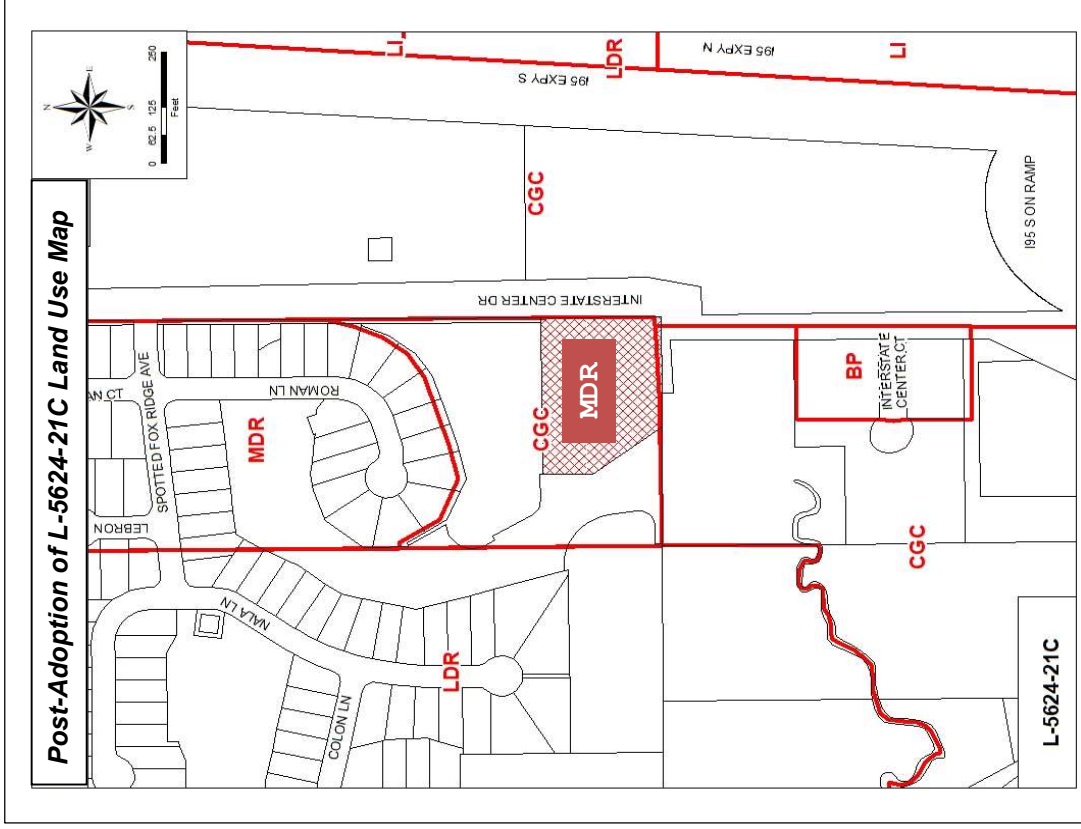 Post-Adoption of L-5624-21C Land Use Map
N
W
E
S
0 62.5 125 250
Feet
LI
LDR
I95 EXPY N
LI
I95 EXPY S
CGC
INTERSTATE CENTER DR
SPOTTED FOX RIDGE AVE
LEBRON
MDR
ROMAN LN
NALA LN
COLON LN
LDR
CGC
MDR
BP
INTERSTATE
CENTER CT
CGC
I95 S ON RAMP
L-5624-21C